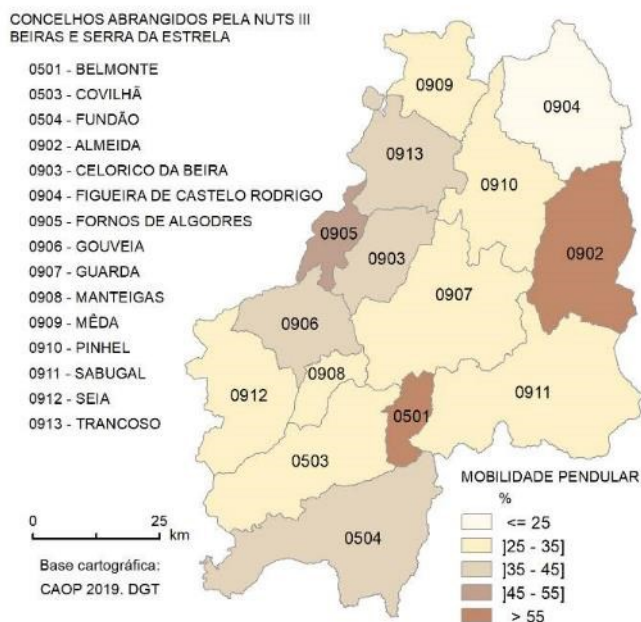 CONCELHOS ABRANGIDOS PELA NUTS III
BEIRAS E SERRA DA ESTRELA
0501 - BELMONTE
0503 - COVILHÃ
0504 - FUNDÃO
0902 - ALMEIDA
0903 - CELORICO DA BEIRA
0904 - FIGUEIRA DE CASTELO RODRIGO
0905 - FORNOS DE ALGODRES
0906 - GOUVEIA
0907 - GUARDA
0908 - MANTEIGAS
0909 - MÊDA
0910 - PINHEL
0911 - SABUGAL
0912 - SEIA
0913 - TRANCOSO
0909
0904
0913
0910
0905
0903
0902
0907
0906
0908
0912
0911
0501
0503
0504
0 25
km
Base cartográfica:
CAOP 2019. DGT
MOBILIDADE PENDULAR
%
<= 25
]25 - 35]
]35 - 45]
]45 - 55]
> 55